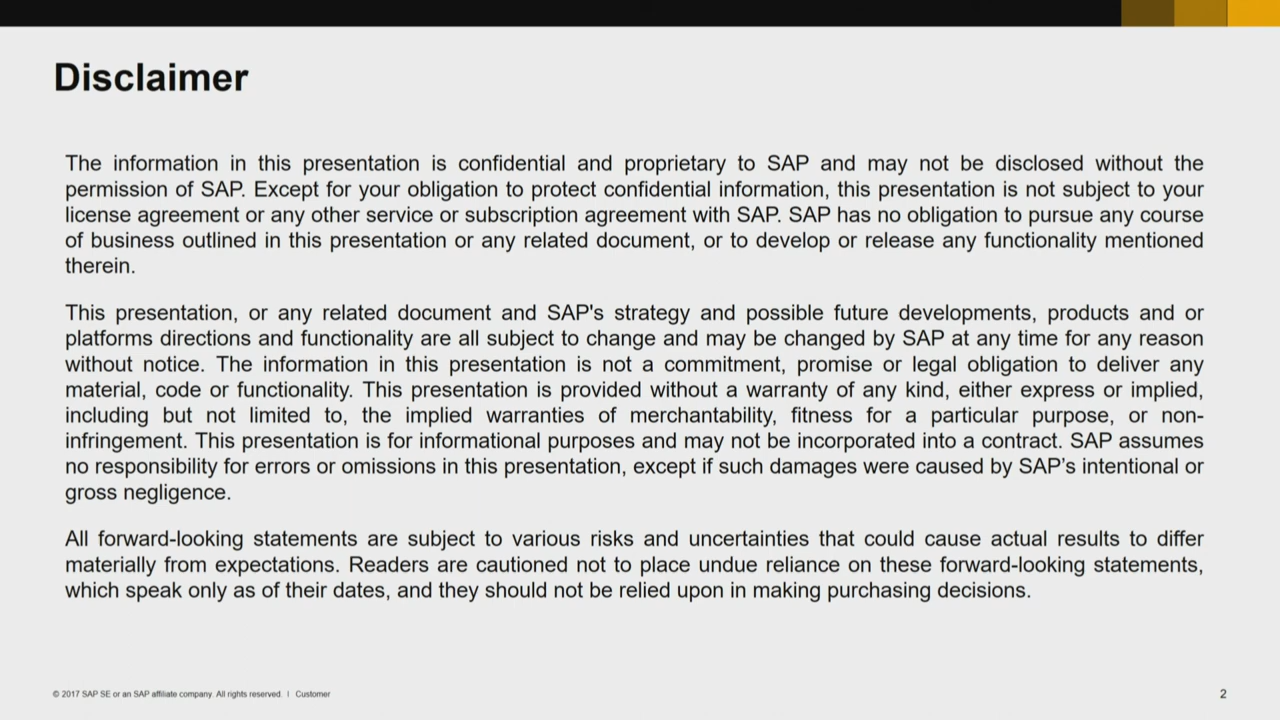 Disclaimer
The information in this presentation is confidential and proprietary to SAP and may not be disclosed without the
permission of SAP. Except for your obligation to protect confidential information, this presentation is not subject to your
license agreement or any other service or subscription agreement with SAP. SAP has no obligation to pursue any course
of business outlined in this presentation or any related document, or to develop or release any functionality mentioned
therein.
This presentation, or any related document and SAP's strategy and possible future developments, products and or
platforms directions and functionality are all subject to change and may be changed by SAP at any time for any reason
without notice. The information in this presentation is not a commitment, promise or legal obligation to deliver any
material, code or functionality. This presentation is provided without a warranty of any kind, either express or implied,
including but not limited to, the implied warranties of merchantability, fitness for a particular purpose, or non-
infringement. This presentation is for informational purposes and may not be incorporated into a contract. SAP assumes
no responsibility for errors or omissions in this presentation, except if such damages were caused by SAP’s intentional or
gross negligence.
All forward-looking statements are subject to various risks and uncertainties that could cause actual results to differ
materially from expectations. Readers are cautioned not to place undue reliance on these forward-looking statements,
which speak only as of their dates, and they should not be relied upon in making purchasing decisions.
© 2017 SAP SE or an SAP affiliate company. All rights reserved. | Customer
2